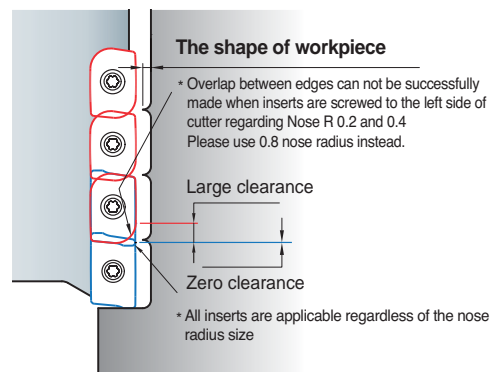 The shape of workpiece
* Overlap between edges can not be successfully
made when inserts are screwed to the left side of
cutter regarding Nose R 0.2 and 0.4
Please use 0.8 nose radius instead.
Large clearance
Zero clearance
* All inserts are applicable regardless of the nose
radius size